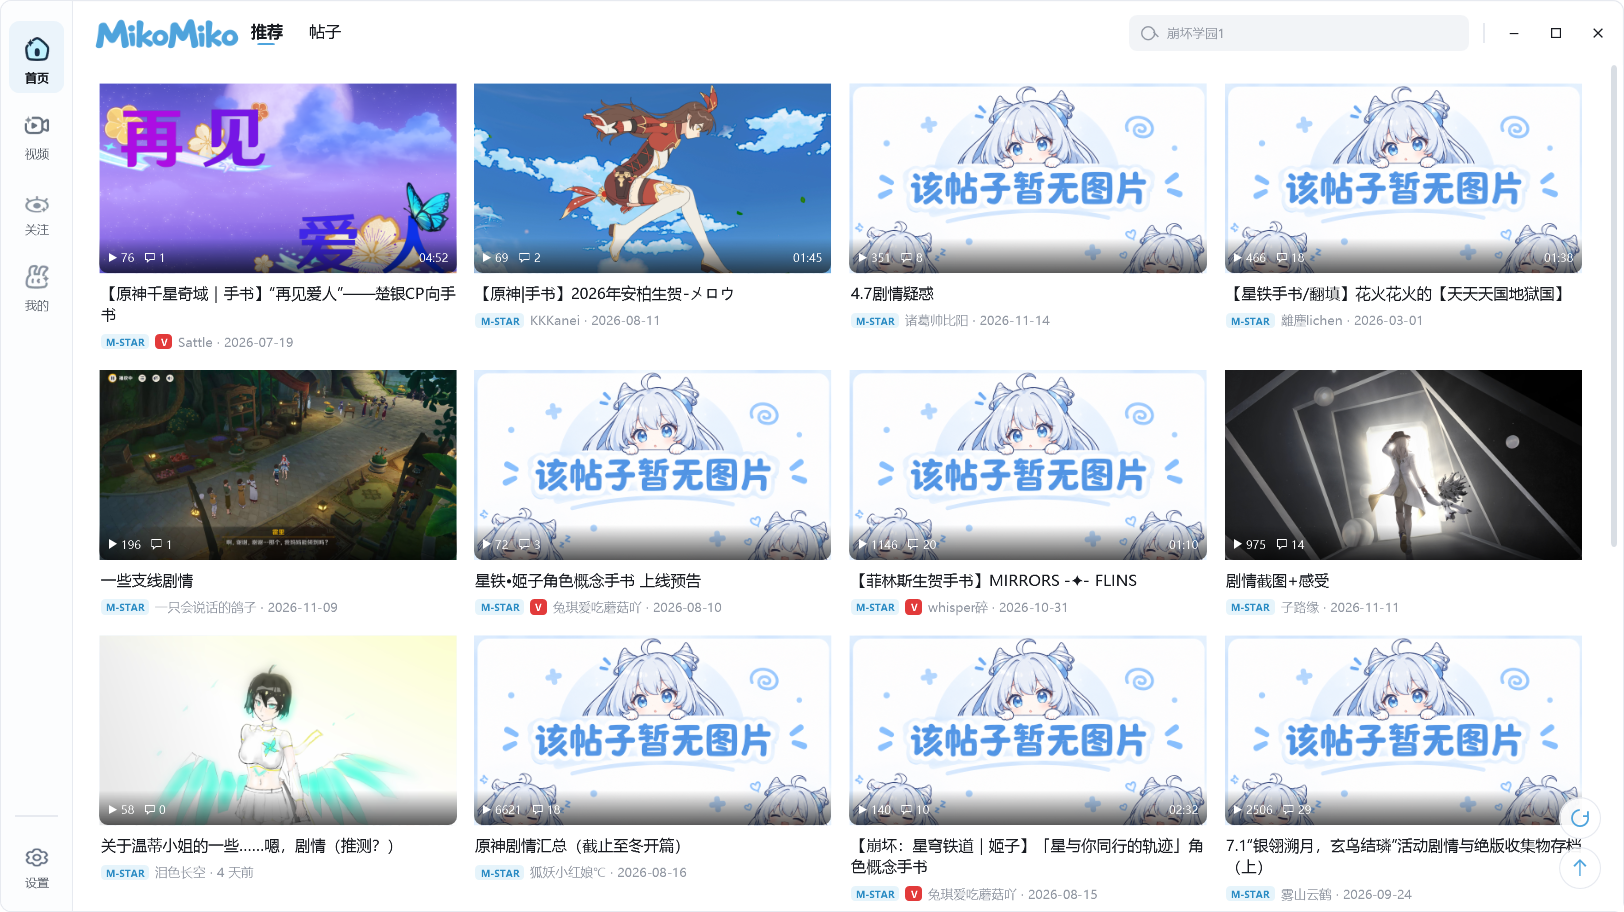 MikoMiko
推荐
帖子
崩坏学园1
首页
视频
关注
我的
设置
再见
爱人
76 1 04:52
【原神千星奇域｜手书】“再见爱人”——楚银CP向手
书
M-STAR V Sattle · 2026-07-19
69 2 01:45
【原神|手书】2026年安柏生贺-メロウ
M-STAR KKKanei · 2026-08-11
该帖子暂无图片
351 8
4.7剧情疑惑
M-STAR 诸葛帅比阳 · 2026-11-14
该帖子暂无图片
466 18 01:38
【星铁手书/翻填】花火花火的【天天天国地獄国】
M-STAR 雝塵lichen · 2026-03-01
196 1
一些支线剧情
M-STAR 一只会说话的鸽子 · 2026-11-09
该帖子暂无图片
72 3
星铁•姬子角色概念手书 上线预告
M-STAR V 兔琪爱吃蘑菇吖 · 2026-08-10
该帖子暂无图片
1146 20 01:10
【菲林斯生贺手书】MIRRORS -✦- FLINS
M-STAR V whisper碎 · 2026-10-31
975 14
剧情截图+感受
M-STAR 子路缘 · 2026-11-11
58 0
关于温蒂小姐的一些……嗯，剧情（推测？）
M-STAR 泪色长空 · 4 天前
该帖子暂无图片
6621 18
原神剧情汇总（截止至冬开篇）
M-STAR 狐妖小红娘℃ · 2026-08-16
该帖子暂无图片
140 10 02:32
【崩坏：星穹铁道｜姬子】「星与你同行的轨迹」角
色概念手书
M-STAR V 兔琪爱吃蘑菇吖 · 2026-08-15
该帖子暂无图片
2506 29
7.1“银翎溯月，玄鸟结璘”活动剧情与绝版收集物存档
（上）
M-STAR 雾山云鹤 · 2026-09-24